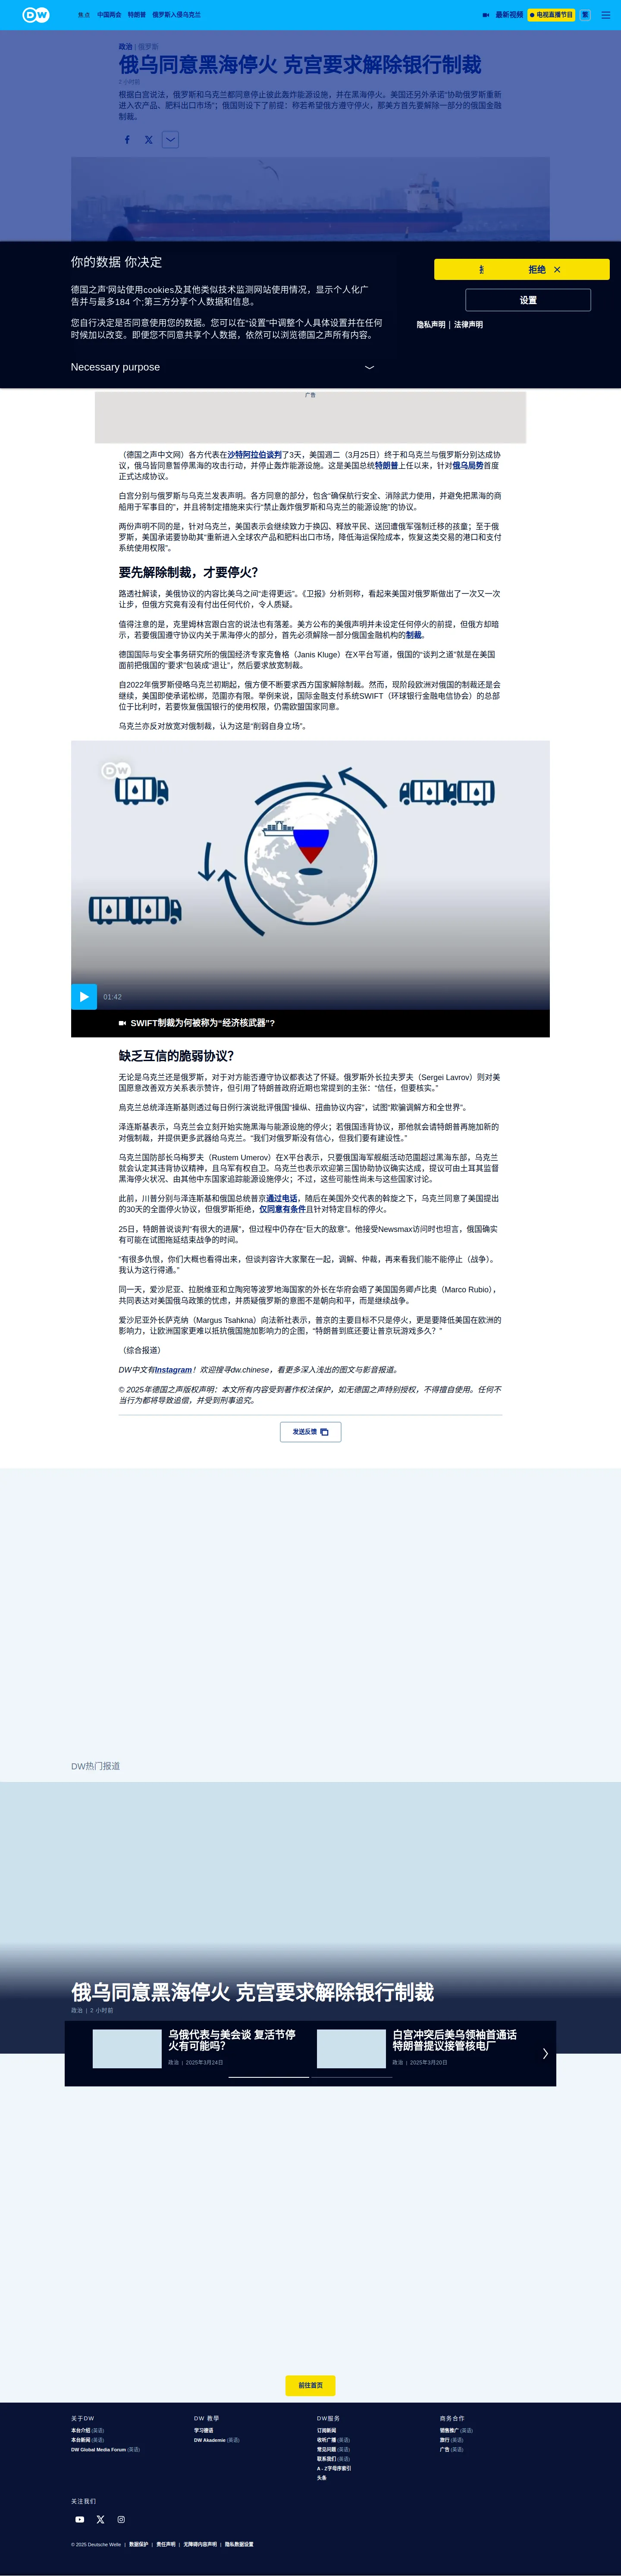 DW 焦点 中国两会 特朗普 俄罗斯入侵乌克兰 最新视频 电视直播节目 繁
政治 | 俄罗斯
俄乌同意黑海停火 克宫要求解除银行制裁
2 小时前
根据白宫说法，俄罗斯和乌克兰都同意停止彼此轰炸能源设施，并在黑海停火。美国还另外承诺“协助俄罗斯重新
进入农产品、肥料出口市场”；俄国则设下了前提：称若希望俄方遵守停火，那美方首先要解除一部分的俄国金融
制裁。
你的数据 你决定
德国之声'网站使用cookies及其他类似技术监测网站使用情况，显示个人化广
告并与最多184 个;第三方分享个人数据和信息。
您自行决定是否同意使用您的数据。您可以在“设置”中调整个人具体设置并在任何
时候加以改变。即便您不同意共享个人数据，依然可以浏览德国之声所有内容。
Necessary purpose
拒绝
设置
隐私声明 | 法律声明
广告
（德国之声中文网）各方代表在沙特阿拉伯谈判了3天，美国週二（3月25日）终于和乌克兰与俄罗斯分别达成协
议，俄乌皆同意暂停黑海的攻击行动，并停止轰炸能源设施。这是美国总统特朗普上任以来，针对俄乌局势首度
正式达成协议。
白宫分别与俄罗斯与乌克兰发表声明。各方同意的部分，包含“确保航行安全、消除武力使用，并避免把黑海的商
船用于军事目的”，并且将制定措施来实行“禁止轰炸俄罗斯和乌克兰的能源设施”的协议。
两份声明不同的是，针对乌克兰，美国表示会继续致力于换囚、释放平民、送回遭俄军强制迁移的孩童；至于俄
罗斯，美国承诺要协助其“重新进入全球农产品和肥料出口市场，降低海运保险成本，恢复这类交易的港口和支付
系统使用权限”。
要先解除制裁，才要停火？
路透社解读，美俄协议的内容比美乌之间“走得更远”。《卫报》分析则称，看起来美国对俄罗斯做出了一次又一次
让步，但俄方究竟有没有付出任何代价，令人质疑。
值得注意的是，克里姆林宫跟白宫的说法也有落差。美方公布的美俄声明并未设定任何停火的前提，但俄方却暗
示，若要俄国遵守协议内关于黑海停火的部分，首先必须解除一部分俄国金融机构的制裁。
德国国际与安全事务研究所的俄国经济专家克鲁格（Janis Kluge）在X平台写道，俄国的“谈判之道”就是在美国
面前把俄国的“要求”包装成“退让”，然后要求放宽制裁。
自2022年俄罗斯侵略乌克兰初期起，俄方便不断要求西方国家解除制裁。然而，现阶段欧洲对俄国的制裁还是会
继续，美国即使承诺松绑，范围亦有限。举例来说，国际金融支付系统SWIFT（环球银行金融电信协会）的总部
位于比利时，若要恢复俄国银行的使用权限，仍需欧盟国家同意。
乌克兰亦反对放宽对俄制裁，认为这是“削弱自身立场”。
DW
01:42
SWIFT制裁为何被称为“经济核武器”？
缺乏互信的脆弱协议？
无论是乌克兰还是俄罗斯，对于对方能否遵守协议都表达了怀疑。俄罗斯外长拉夫罗夫（Sergei Lavrov）则对美
国愿意改善双方关系表示赞许，但引用了特朗普政府近期也常提到的主张：“信任，但要核实。”
烏克兰总统泽连斯基则透过每日例行演说批评俄国“操纵、扭曲协议内容”，试图“欺骗调解方和全世界”。
泽连斯基表示，乌克兰会立刻开始实施黑海与能源设施的停火；若俄国违背协议，那他就会请特朗普再施加新的
对俄制裁，并提供更多武器给乌克兰。“我们对俄罗斯没有信心，但我们要有建设性。”
乌克兰国防部长乌梅罗夫（Rustem Umerov）在X平台表示，只要俄国海军舰艇活动范圍超过黑海东部，乌克兰
就会认定其违背协议精神，且乌军有权自卫。乌克兰也表示欢迎第三国协助协议确实达成，提议可由土耳其监督
黑海停火状况、由其他中东国家追踪能源设施停火状态；不过，这些可能性尚未与这些国家讨论。
此前，川普分别与泽连斯基和俄国总统普京通过电话，随后在美国外交代表的斡旋之下，乌克兰同意了美国提出
的30天的全面停火协议，但俄罗斯拒绝，仅同意有条件且针对特定目标的停火。
25日，特朗普说谈判“有很大的进展”，但过程中仍存在“巨大的敌意”。他接受Newsmax访问时也坦言，俄国确实
有可能在试图拖延结束战争的时间。
“有很多仇恨，你们大概也看得出来，但谈判容许大家聚在一起，调解、仲裁，再来看我们能不能停止（战争）。
我认为这行得通。”
同一天，爱沙尼亚、拉脱维亚和立陶宛等波罗地海国家的外长在华府会晤了美国国务卿卢比奥（Marco Rubio），
共同表达对美国俄乌政策的忧虑，并质疑俄罗斯的意图不是朝向和平，而是继续战争。
爱沙尼亚外长萨克纳（Margus Tsahkna）向法新社表示，普京的主要目标不只是停火，更是要降低美国在欧洲的
影响力，让欧洲国家更难以抵抗俄国施加影响力的企图，“特朗普到底还要让普京玩游戏多久？”
（综合报道）
DW中文有Instagram！欢迎搜寻dw.chinese，看更多深入浅出的图文与影音报道。
© 2025年德国之声版权声明：本文所有内容受到著作权法保护，如无德国之声特别授权，不得擅自使用。任何不
当行为都将导致追偿，并受到刑事追究。
发送反馈
DW热门报道
俄乌同意黑海停火 克宫要求解除银行制裁
政治 | 2 小时前
乌俄代表与美会谈 复活节停
火有可能吗？
政治 | 2025年3月24日
白宫冲突后美乌领袖首通话
特朗普提议接管核电厂
政治 | 2025年3月20日
前往首页
关于DW
本台介绍 (英语)
本台新闻 (英语)
DW Global Media Forum (英语)
DW 教學
学习德语
DW Akademie (英语)
DW服务
订阅新闻
收听广播 (英语)
常见问题 (英语)
联系我们 (英语)
A - Z字母序索引
头条
商务合作
销售推广 (英语)
旅行 (英语)
广告 (英语)
关注我们
© 2025 Deutsche Welle | 数据保护 | 责任声明 | 无障碍内容声明 | 隐私数据设置